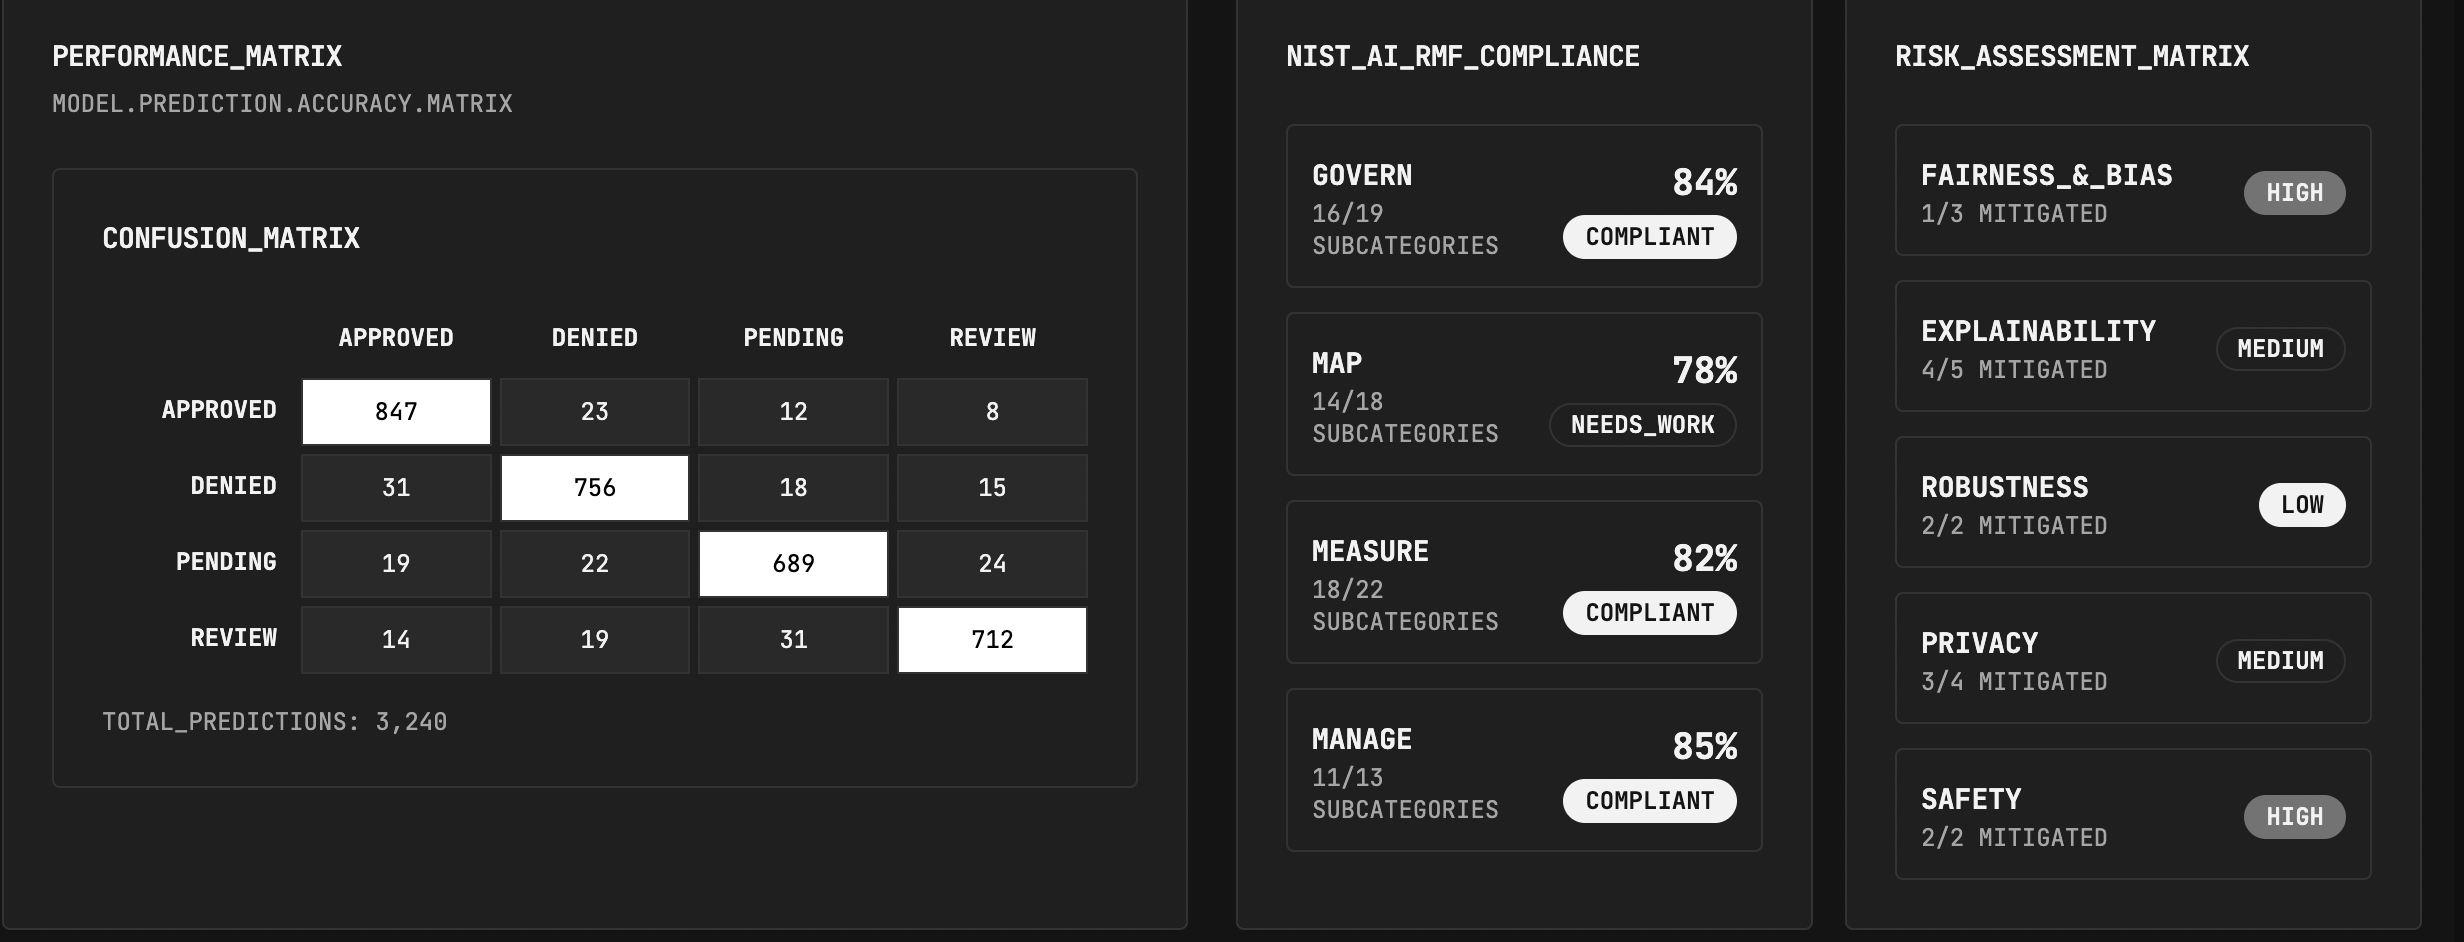 PERFORMANCE_MATRIX
MODEL.PREDICTION.ACCURACY.MATRIX
CONFUSION_MATRIX
APPROVED DENIED PENDING REVIEW
APPROVED 847 23 12 8
DENIED 31 756 18 15
PENDING 19 22 689 24
REVIEW 14 19 31 712
TOTAL_PREDICTIONS: 3,240
NIST_AI_RMF_COMPLIANCE
GOVERN
84%
16/19
SUBCATEGORIES
COMPLIANT
MAP
78%
14/18
SUBCATEGORIES
NEEDS_WORK
MEASURE
82%
18/22
SUBCATEGORIES
COMPLIANT
MANAGE
85%
11/13
SUBCATEGORIES
COMPLIANT
RISK_ASSESSMENT_MATRIX
FAIRNESS_&_BIAS
HIGH
1/3 MITIGATED
EXPLAINABILITY
MEDIUM
4/5 MITIGATED
ROBUSTNESS
LOW
2/2 MITIGATED
PRIVACY
MEDIUM
3/4 MITIGATED
SAFETY
HIGH
2/2 MITIGATED